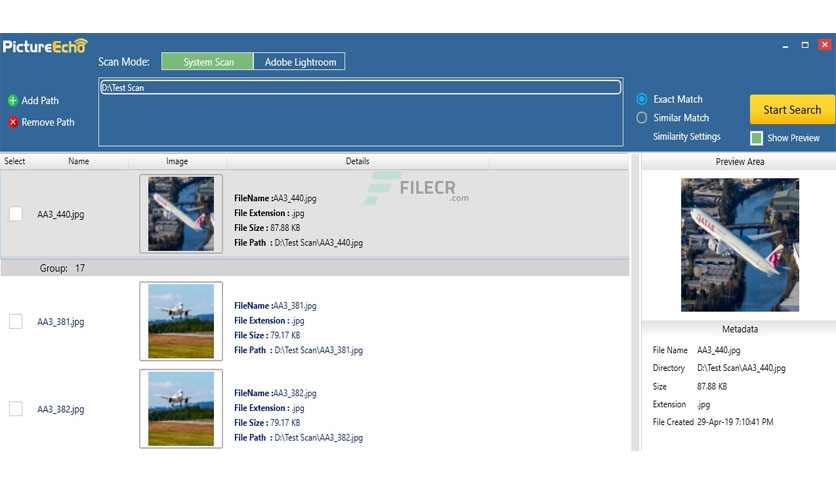 PictureEcho
Scan Mode: System Scan Adobe Lightroom
D:\Test Scan
Add Path
Remove Path
Exact Match
Similar Match
Similarity Settings
Start Search
Show Preview
Select Name Image Details
Preview Area
AA3_440.jpg
FileName :AA3_440.jpg
File Extension : .jpg
File Size : 87.88 KB
File Path : D:\Test Scan\AA3_440.jpg
FILECR
.com
QATAR
Group: 17
AA3_381.jpg
FileName :AA3_381.jpg
File Extension : .jpg
File Size : 79.17 KB
File Path : D:\Test Scan\AA3_381.jpg
AA3_382.jpg
FileName :AA3_382.jpg
File Extension : .jpg
File Size : 79.17 KB
File Path : D:\Test Scan\AA3_382.jpg
Metadata
File Name AA3_440.jpg
Directory D:\Test Scan\AA3_440.jpg
Size 87.88 KB
Extension .jpg
File Created 29-Apr-19 7:10:41 PM